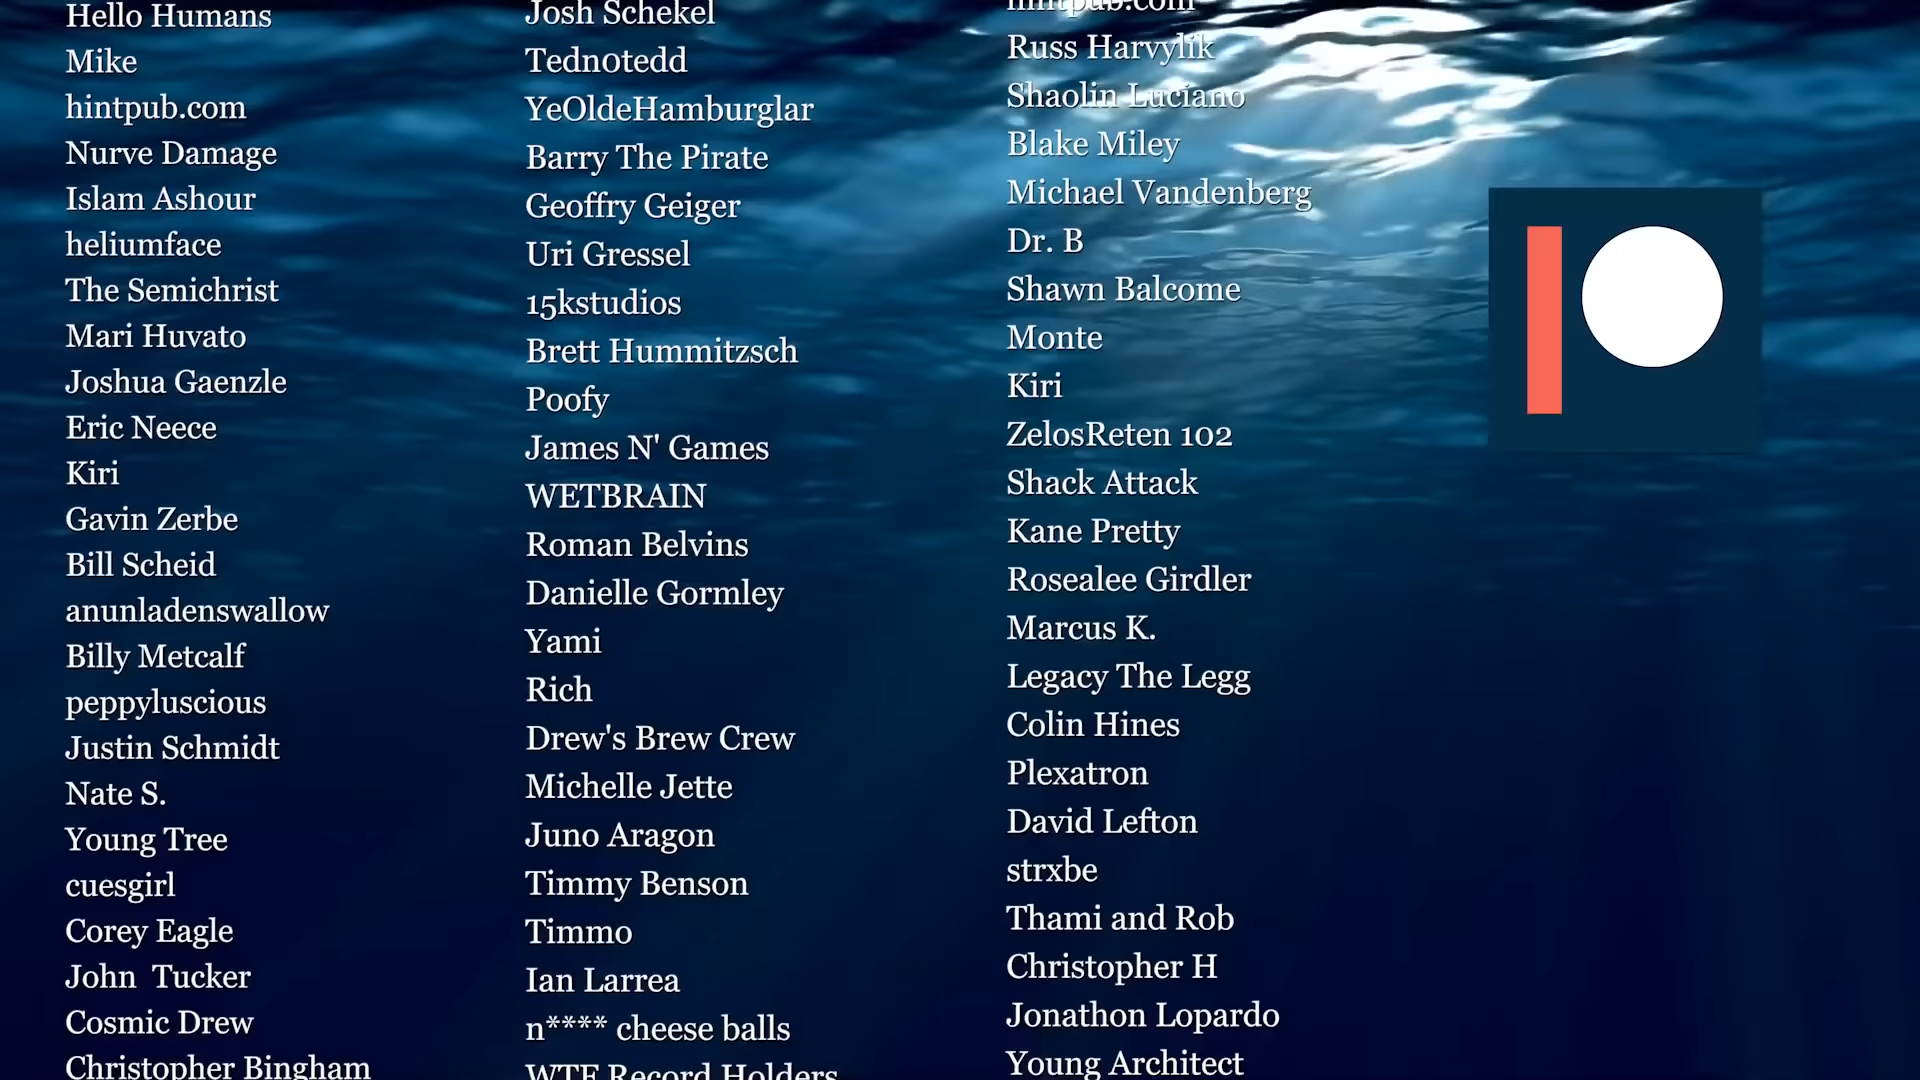 Hello Humans
Mike
hintpub.com
Nurve Damage
Islam Ashour
heliumface
The Semichrist
Mari Huvato
Joshua Gaenzle
Eric Neece
Kiri
Gavin Zerbe
Bill Scheid
anunladenswallow
Billy Metcalf
peppyluscious
Justin Schmidt
Nate S.
Young Tree
cuesgirl
Corey Eagle
John  Tucker
Cosmic Drew
Christopher Bingham
Josh Schekel
Tednotedd
YeOldeHamburglar
Barry The Pirate
Geoffry Geiger
Uri Gressel
15kstudios
Brett Hummitzsch
Poofy
James N' Games
WETBRAIN
Roman Belvins
Danielle Gormley
Yami
Rich
Drew's Brew Crew
Michelle Jette
Juno Aragon
Timmy Benson
Timmo
Ian Larrea
n**** cheese balls
WTF Record Holders
hintpub.com
Russ Harvylik
Shaolin Luciano
Blake Miley
Michael Vandenberg
Dr. B
Shawn Balcome
Monte
Kiri
ZelosReten 102
Shack Attack
Kane Pretty
Rosealee Girdler
Marcus K.
Legacy The Legg
Colin Hines
Plexatron
David Lefton
strxbe
Thami and Rob
Christopher H
Jonathon Lopardo
Young Architect